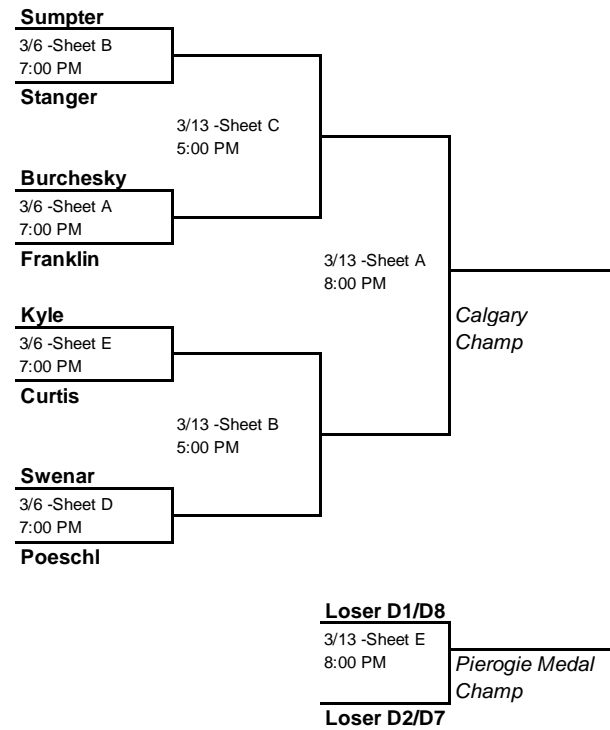 Sumpter
3/6 -Sheet B
7:00 PM
Stanger
3/13 -Sheet C
5:00 PM
Burchesky
3/6 -Sheet A
7:00 PM
Franklin
3/13 -Sheet A
8:00 PM
Kyle
3/6 -Sheet E
7:00 PM
Curtis
Calgary
Champ
3/13 -Sheet B
5:00 PM
Swenar
3/6 -Sheet D
7:00 PM
Poeschl
Loser D1/D8
3/13 -Sheet E
8:00 PM
Pierogie Medal
Champ
Loser D2/D7